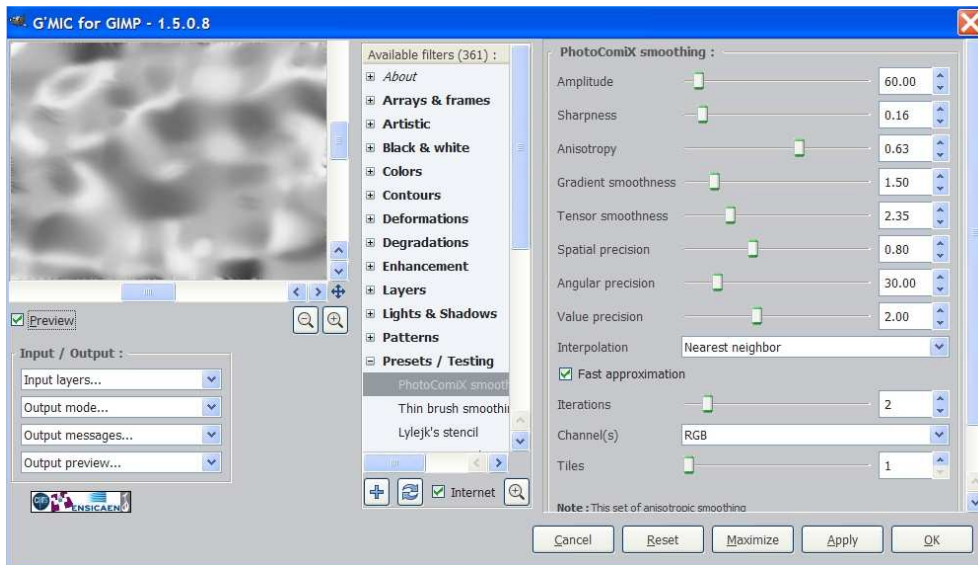 G'MIC for GIMP - 1.5.0.8
Preview
Input / Output :
Input layers...
Output mode...
Output messages...
Output preview...
ENSICAEN
Available filters (361) :
About
Arrays & frames
Artistic
Black & white
Colors
Contours
Deformations
Degradations
Enhancement
Layers
Lights & Shadows
Patterns
Presets / Testing
PhotoComiX smooth
Thin brush smoothi
Lylejk's stencil
Internet
PhotoComiX smoothing :
Amplitude 60.00
Sharpness 0.16
Anisotropy 0.63
Gradient smoothness 1.50
Tensor smoothness 2.35
Spatial precision 0.80
Angular precision 30.00
Value precision 2.00
Interpolation Nearest neighbor
Fast approximation
Iterations 2
Channel(s) RGB
Tiles 1
Note : This set of anisotropic smoothing
Cancel Reset Maximize Apply OK